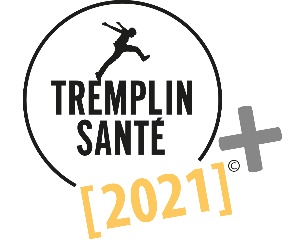 TREMPLIN
SANTÉ
+
©
[2021]